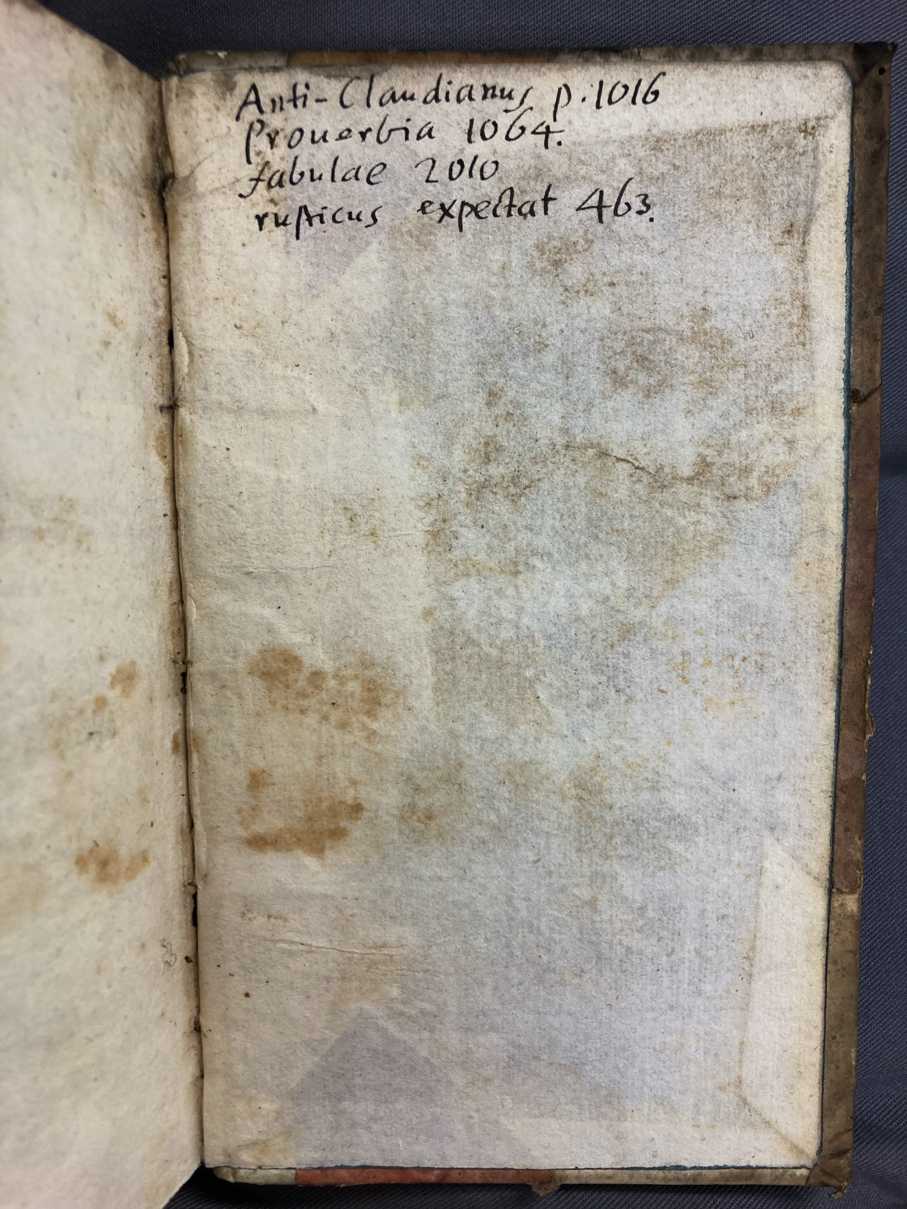 Anti-Claudianus p. 1016
Prouerbia 1064.
fabulae 2010
rusticus expectat 463.